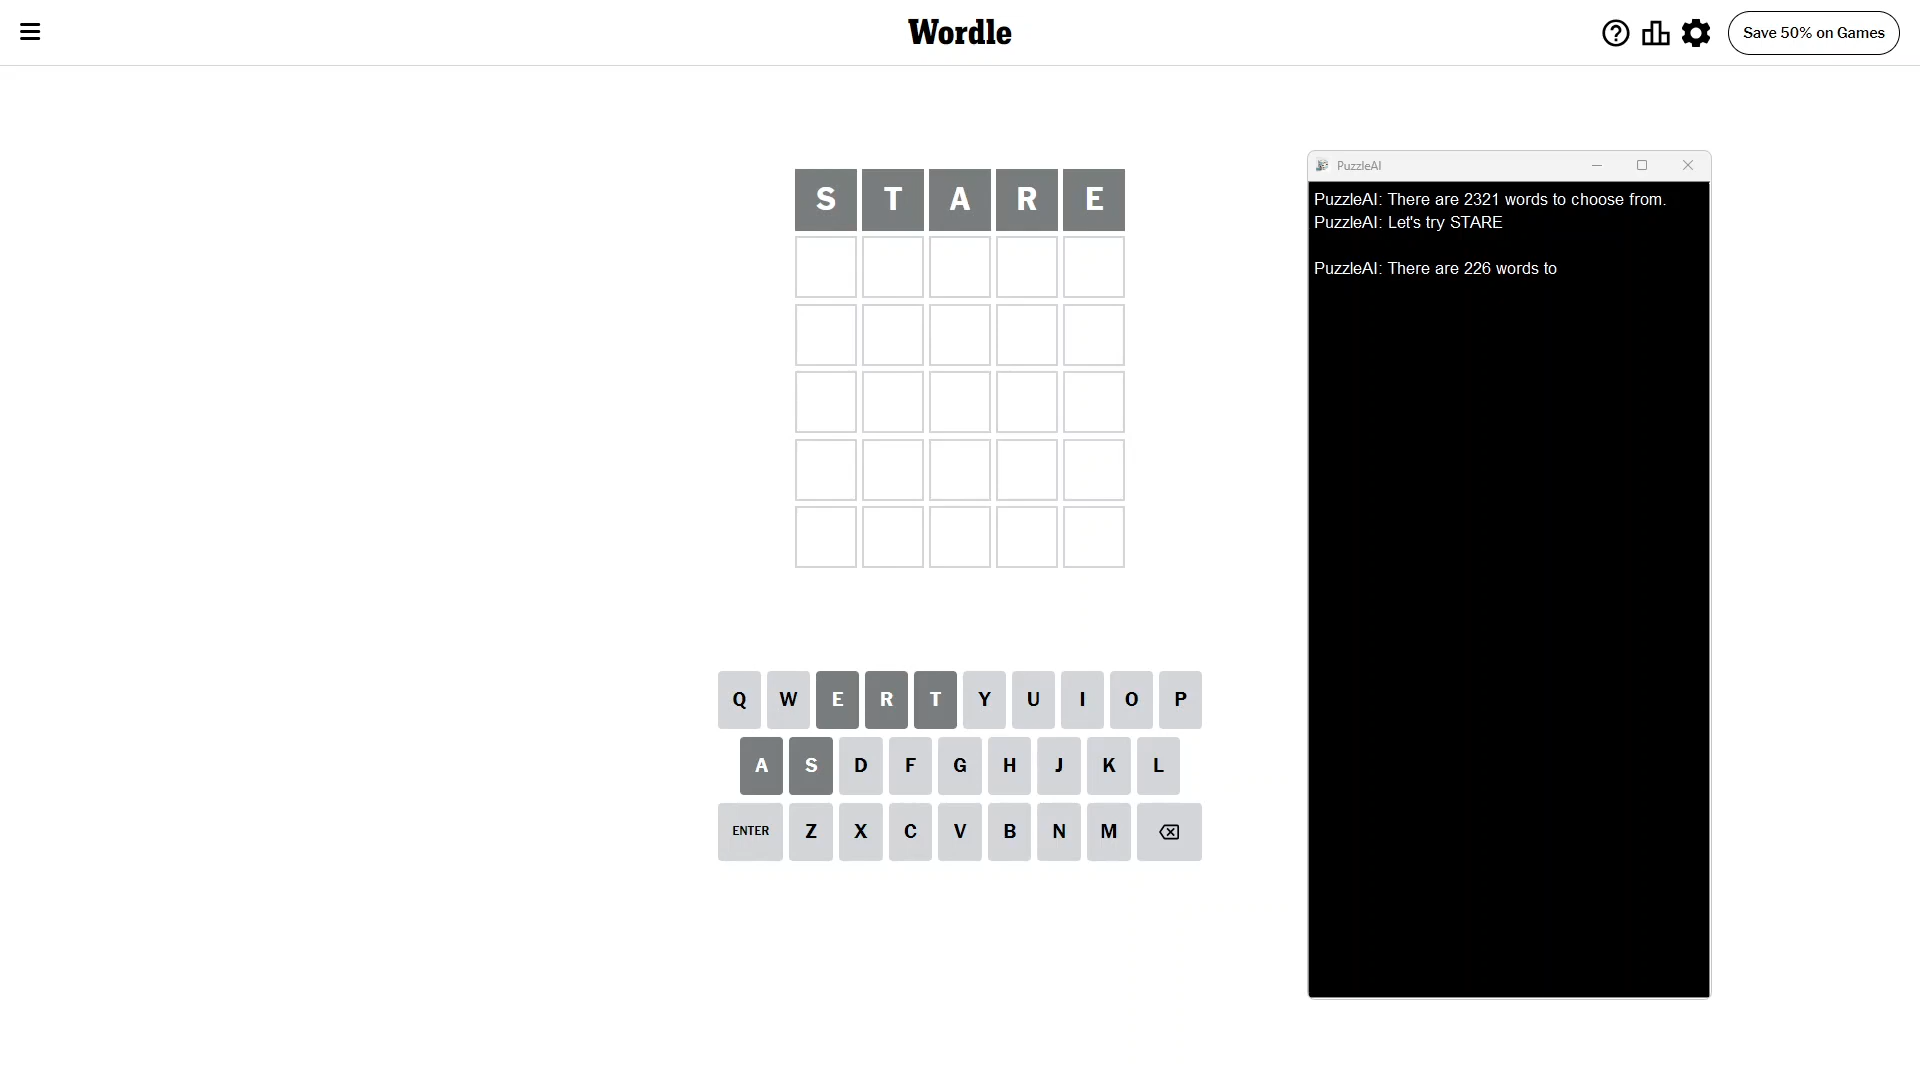 Wordle
Save 50% on Games
PuzzleAI
PuzzleAI: There are 2321 words to choose from.
PuzzleAI: Let's try STARE
PuzzleAI: There are 226 words to
S T A R E
Q W E R T Y U I O P
A S D F G H J K L
ENTER Z X C V B N M